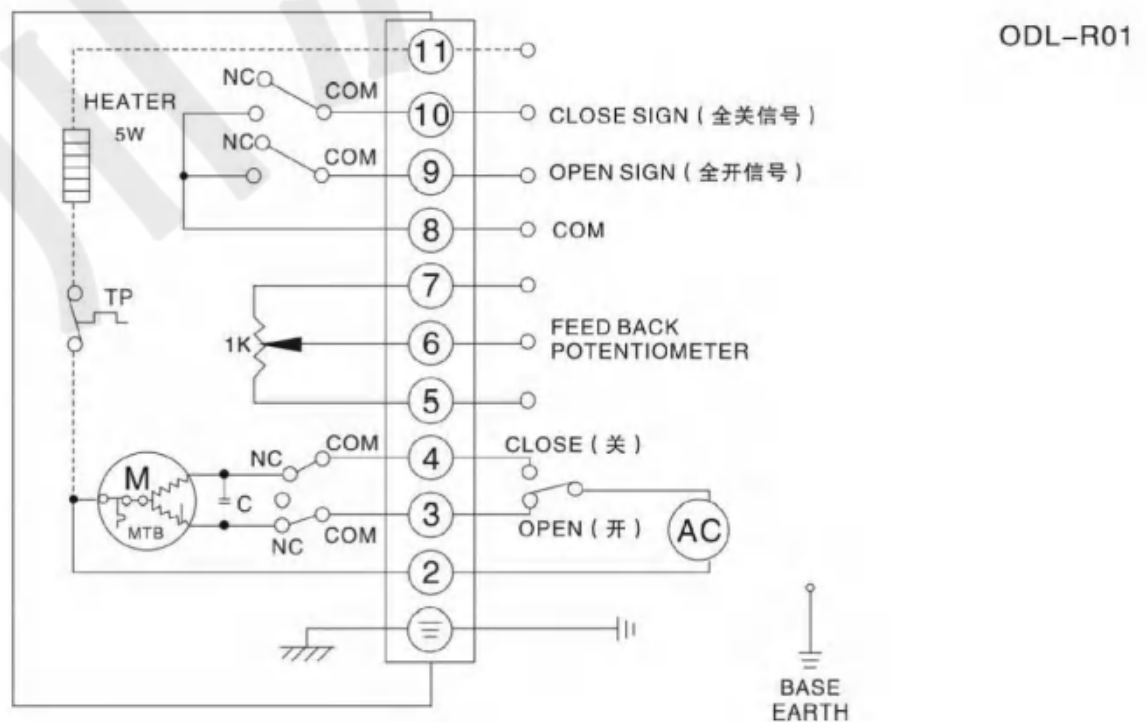 ODL-R01
11
NC
COM
HEATER
5W
10
CLOSE SIGN ( 全关信号 )
NC
COM
9
OPEN SIGN ( 全开信号 )
8
COM
7
TP
1K
6
FEED BACK
POTENTIOMETER
5
COM
4
CLOSE ( 关 )
NC
M
C
MTB
3
NC
COM
OPEN ( 开 )
AC
2
BASE
EARTH